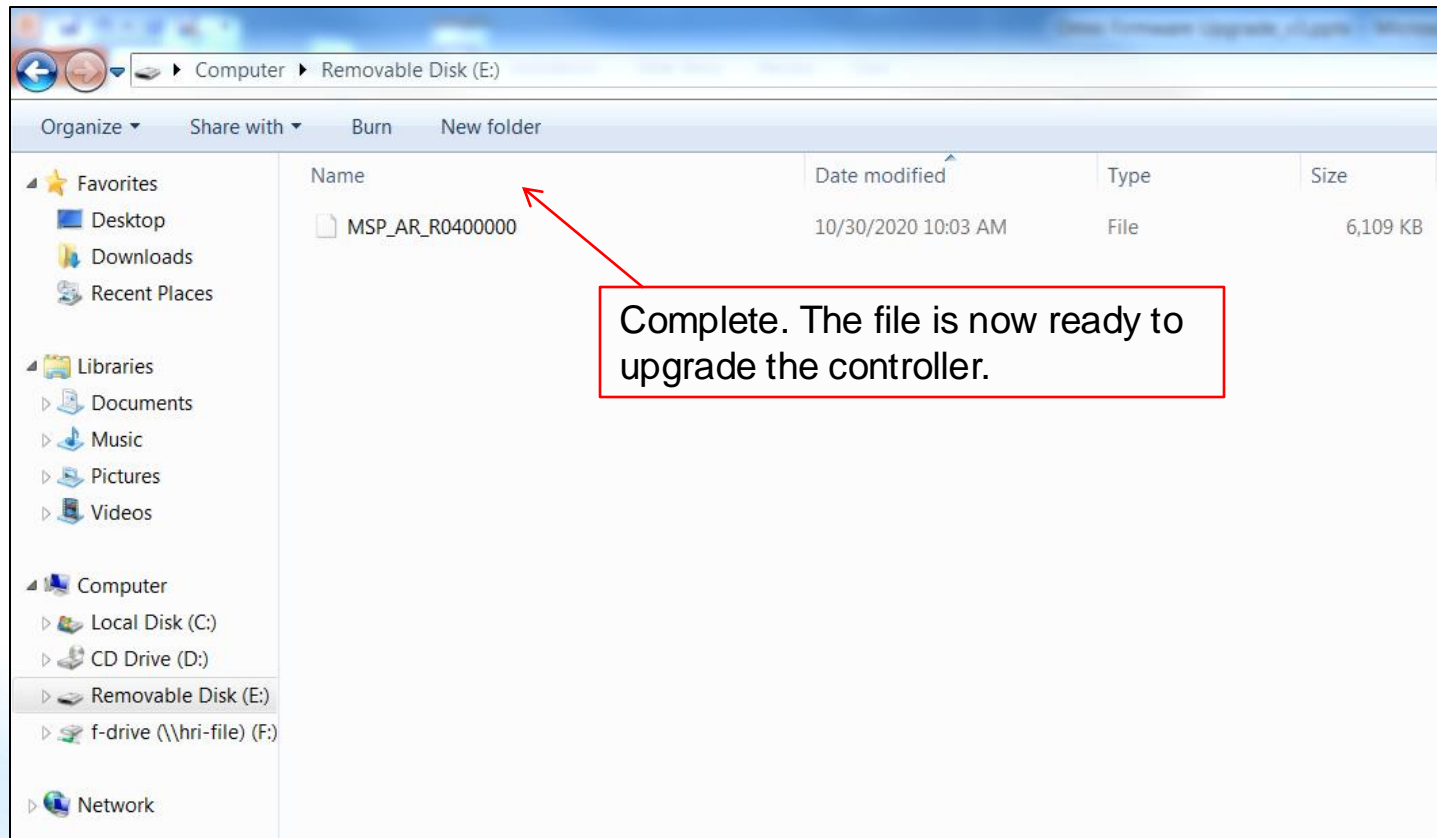 Computer ▸ Removable Disk (E:)
Organize Share with Burn New folder
Name Date modified Type Size
MSP_AR_R0400000 10/30/2020 10:03 AM File 6,109 KB
Favorites
Desktop
Downloads
Recent Places
Libraries
Documents
Music
Pictures
Videos
Computer
Local Disk (C:)
CD Drive (D:)
Removable Disk (E:)
f-drive (\\hri-file) (F:)
Network
Complete. The file is now ready to
upgrade the controller.